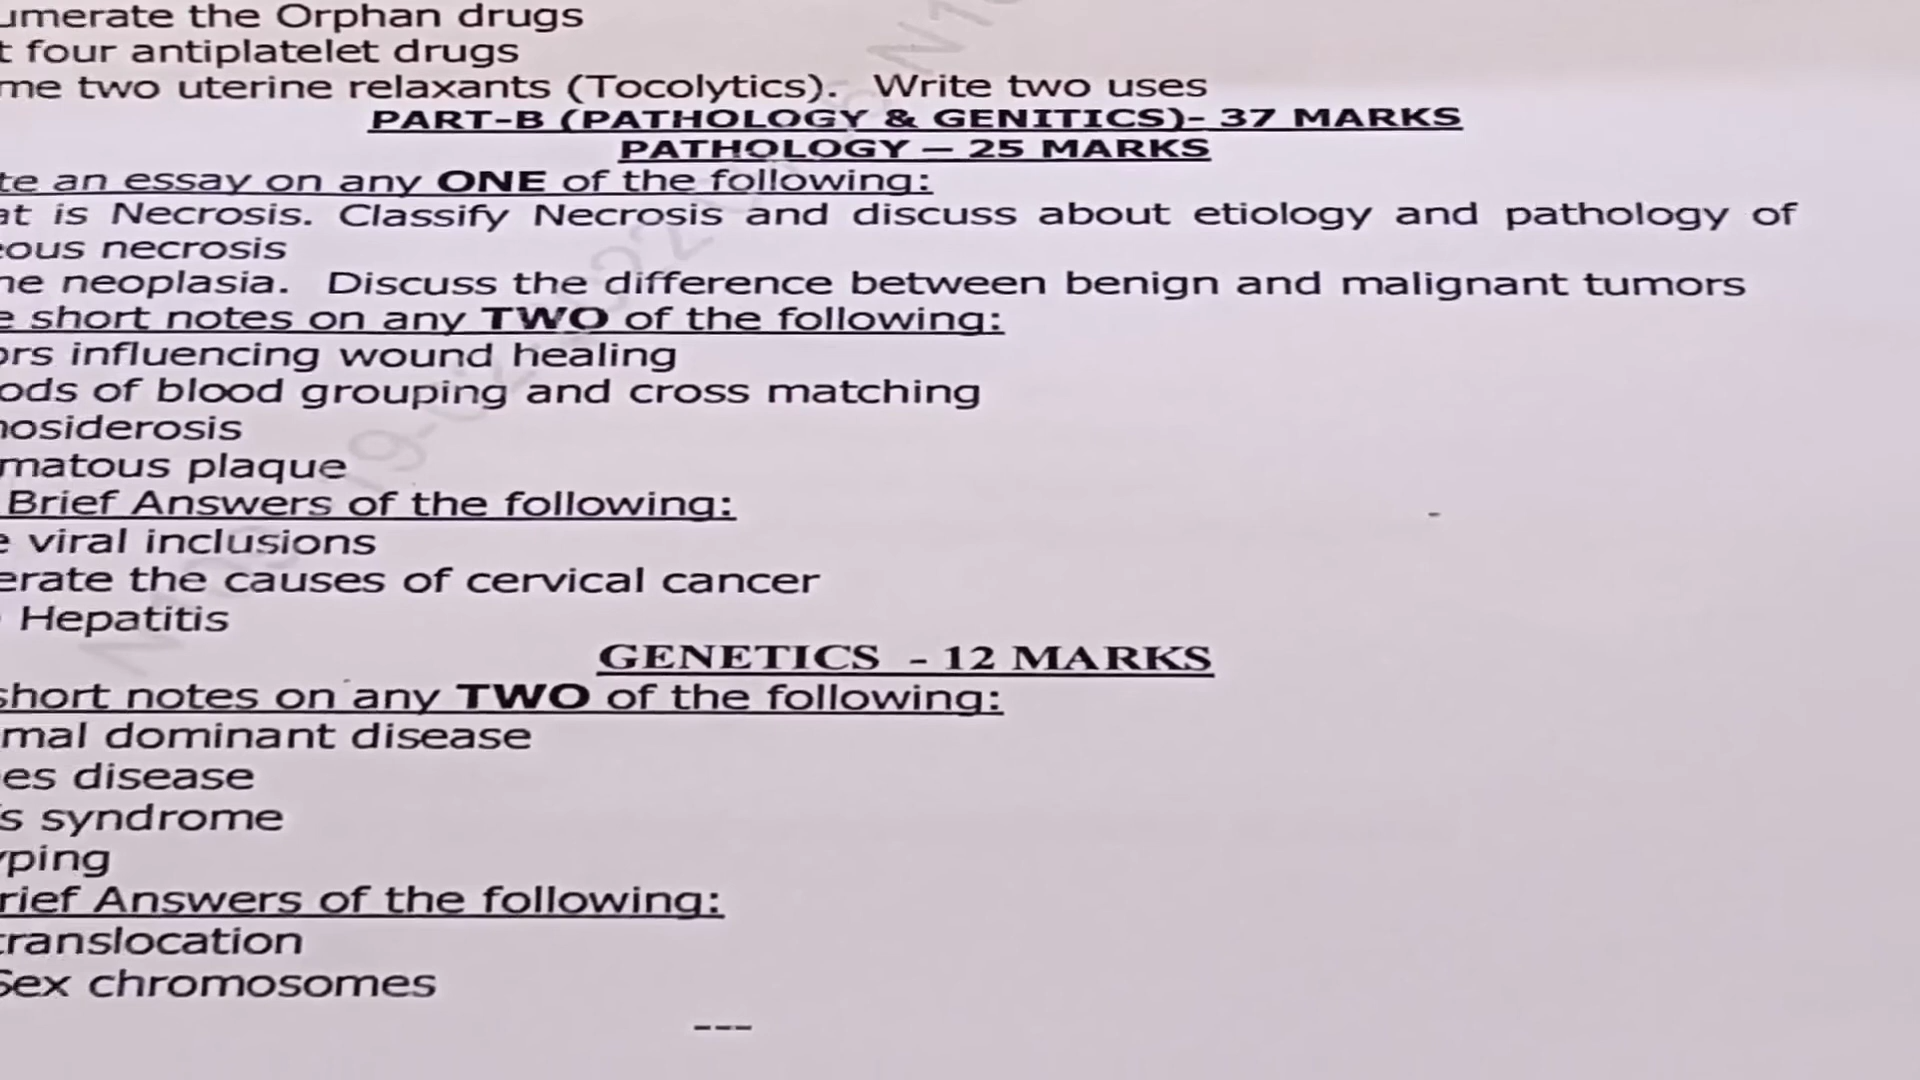 umerate the Orphan drugs
t four antiplatelet drugs
me two uterine relaxants (Tocolytics). Write two uses
PART-B (PATHOLOGY & GENITICS)- 37 MARKS
PATHOLOGY – 25 MARKS
te an essay on any ONE of the following:
at is Necrosis. Classify Necrosis and discuss about etiology and pathology of
eous necrosis
ne neoplasia. Discuss the difference between benign and malignant tumors
e short notes on any TWO of the following:
ors influencing wound healing
ods of blood grouping and cross matching
nosiderosis
matous plaque
Brief Answers of the following:
e viral inclusions
erate the causes of cervical cancer
Hepatitis
GENETICS - 12 MARKS
short notes on any TWO of the following:
mal dominant disease
es disease
's syndrome
yping
rief Answers of the following:
translocation
Sex chromosomes
---